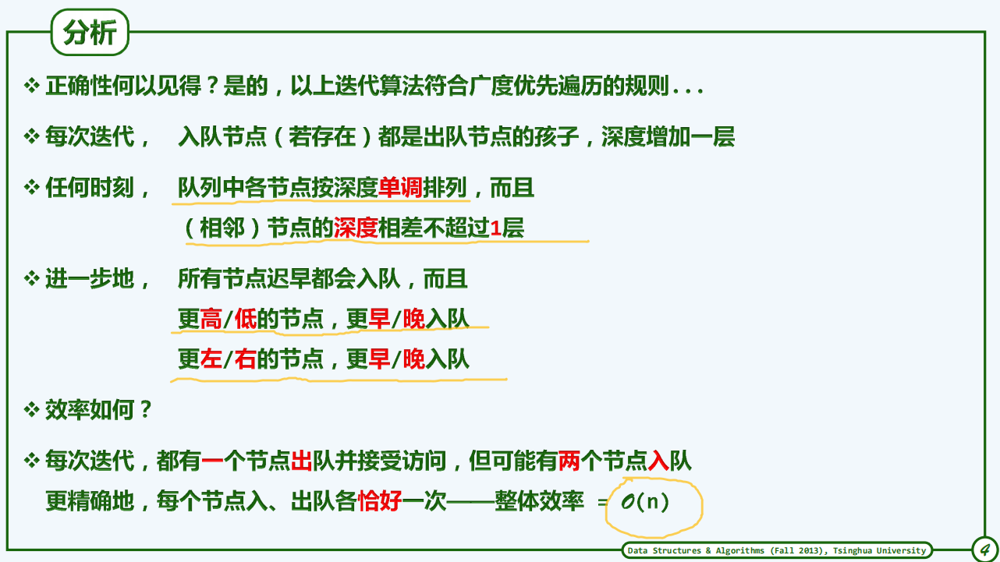 分析
❖ 正确性何以见得？是的，以上迭代算法符合广度优先遍历的规则...
❖ 每次迭代， 入队节点（若存在）都是出队节点的孩子，深度增加一层
❖ 任何时刻， 队列中各节点按深度单调排列，而且
（相邻）节点的深度相差不超过1层
❖ 进一步地， 所有节点迟早都会入队，而且
更高/低的节点，更早/晚入队
更左/右的节点，更早/晚入队
❖ 效率如何？
❖ 每次迭代，都有一个节点出队并接受访问，但可能有两个节点入队
更精确地，每个节点入、出队各恰好一次——整体效率 = O(n)
Data Structures & Algorithms (Fall 2013), Tsinghua University
4